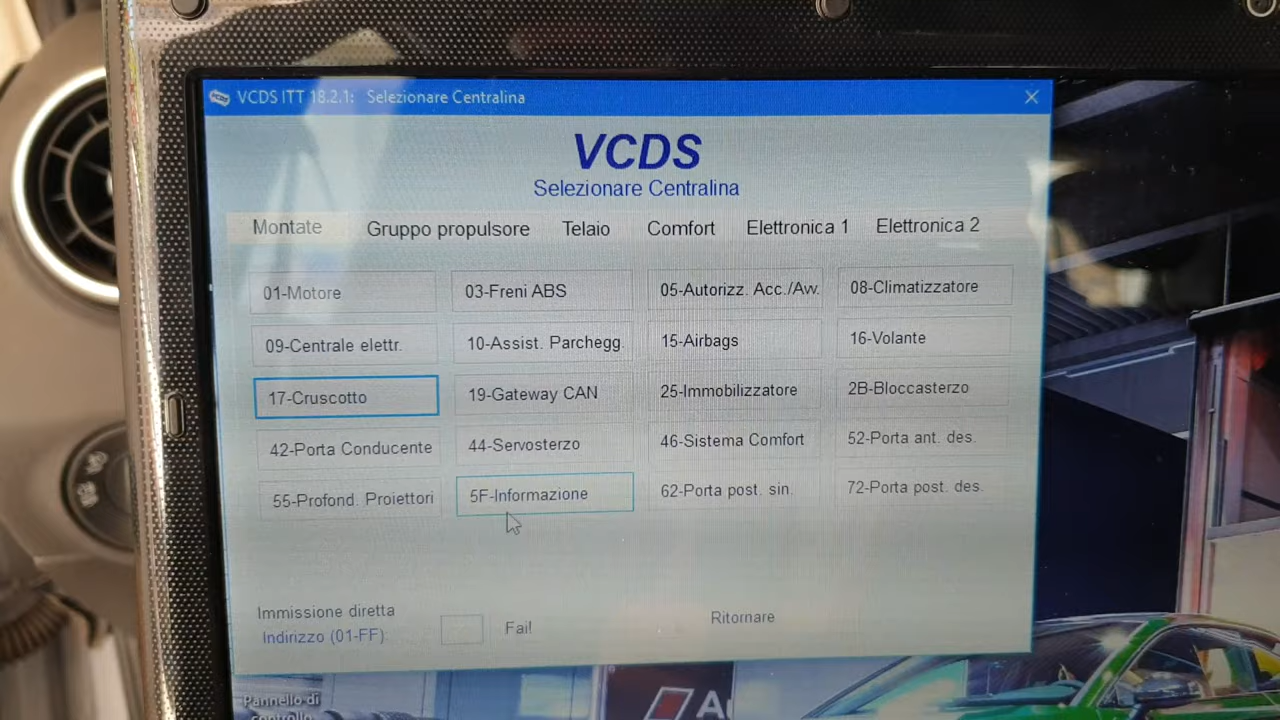 VCDS ITT 18.2.1: Selezionare Centralina
VCDS
Selezionare Centralina
Montate Gruppo propulsore Telaio Comfort Elettronica 1 Elettronica 2
01-Motore 03-Freni ABS 05-Autorizz. Acc./Avv. 08-Climatizzatore
09-Centrale elettr. 10-Assist. Parchegg. 15-Airbags 16-Volante
17-Cruscotto 19-Gateway CAN 25-Immobilizzatore 2B-Bloccasterzo
42-Porta Conducente 44-Servosterzo 46-Sistema Comfort 52-Porta ant. des.
55-Profond. Proiettori 5F-Informazione 62-Porta post. sin. 72-Porta post. des.
Immissione diretta
Indirizzo (01-FF): Fai! Ritornare
Pannello di
controllo